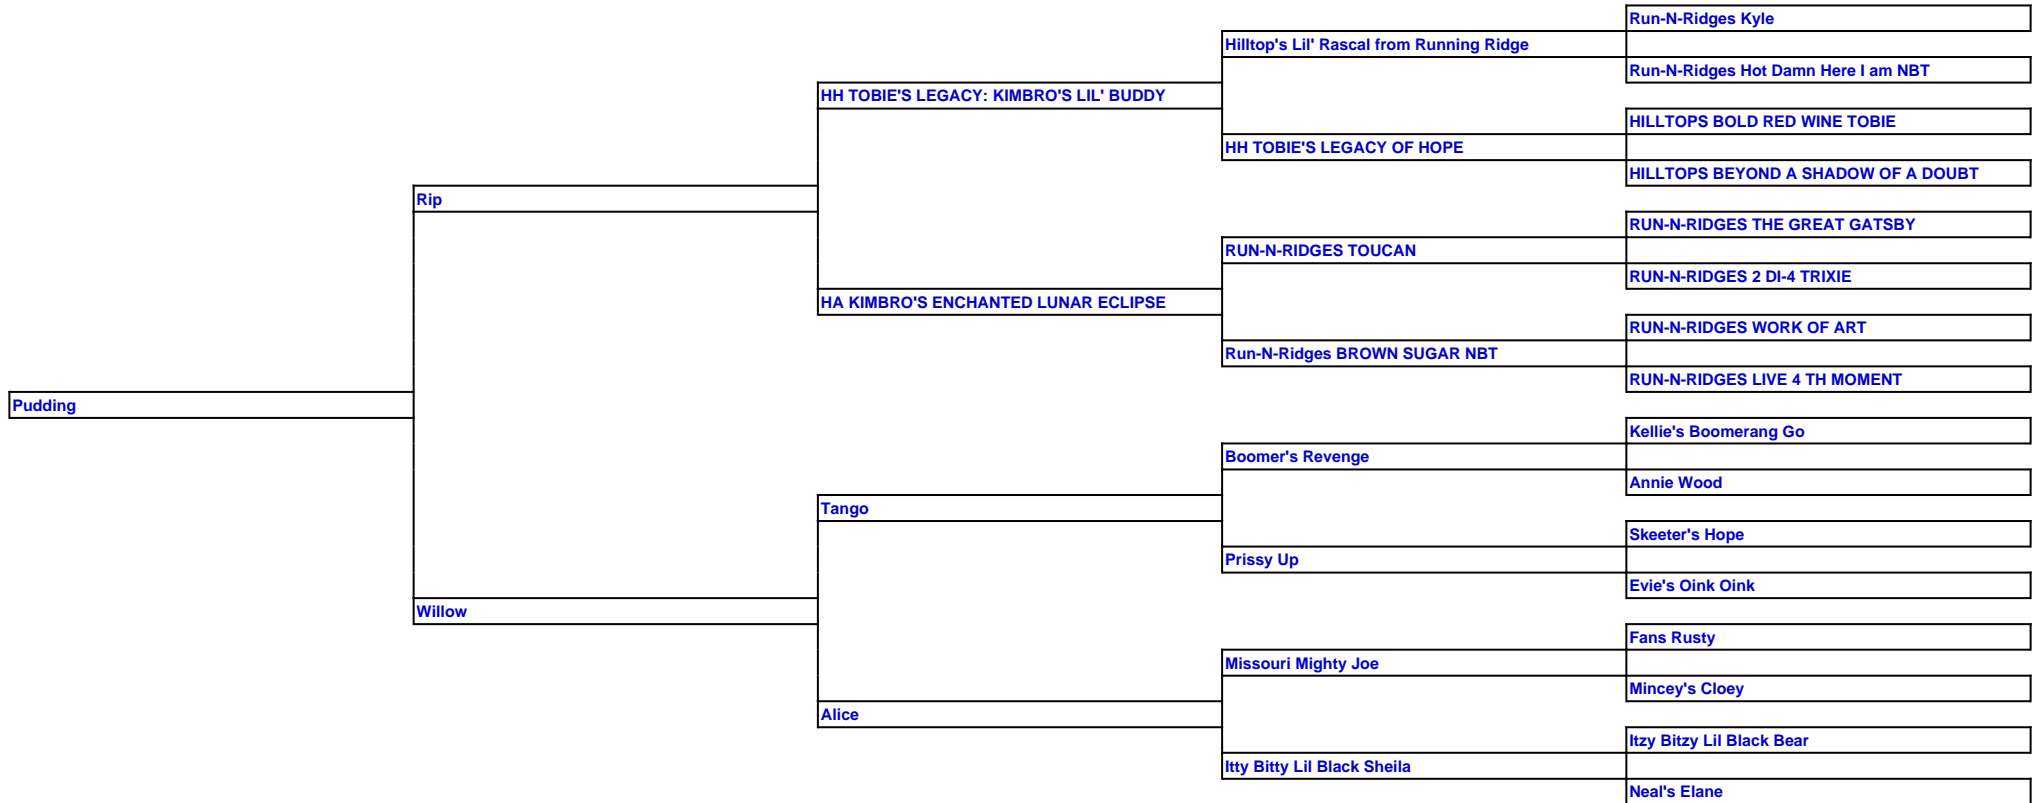 Run-N-Ridges Kyle
Hilltop's Lil' Rascal from Running Ridge
Run-N-Ridges Hot Damn Here I am NBT
HH TOBIE'S LEGACY: KIMBRO'S LIL' BUDDY
HILLTOPS BOLD RED WINE TOBIE
HH TOBIE'S LEGACY OF HOPE
HILLTOPS BEYOND A SHADOW OF A DOUBT
Rip
RUN-N-RIDGES THE GREAT GATSBY
RUN-N-RIDGES TOUCAN
RUN-N-RIDGES 2 DI-4 TRIXIE
HA KIMBRO'S ENCHANTED LUNAR ECLIPSE
RUN-N-RIDGES WORK OF ART
Run-N-Ridges BROWN SUGAR NBT
RUN-N-RIDGES LIVE 4 TH MOMENT
Pudding
Kellie's Boomerang Go
Boomer's Revenge
Annie Wood
Tango
Skeeter's Hope
Prissy Up
Evie's Oink Oink
Willow
Fans Rusty
Missouri Mighty Joe
Mincey's Cloey
Alice
Itzy Bitzy Lil Black Bear
Itty Bitty Lil Black Sheila
Neal's Elane